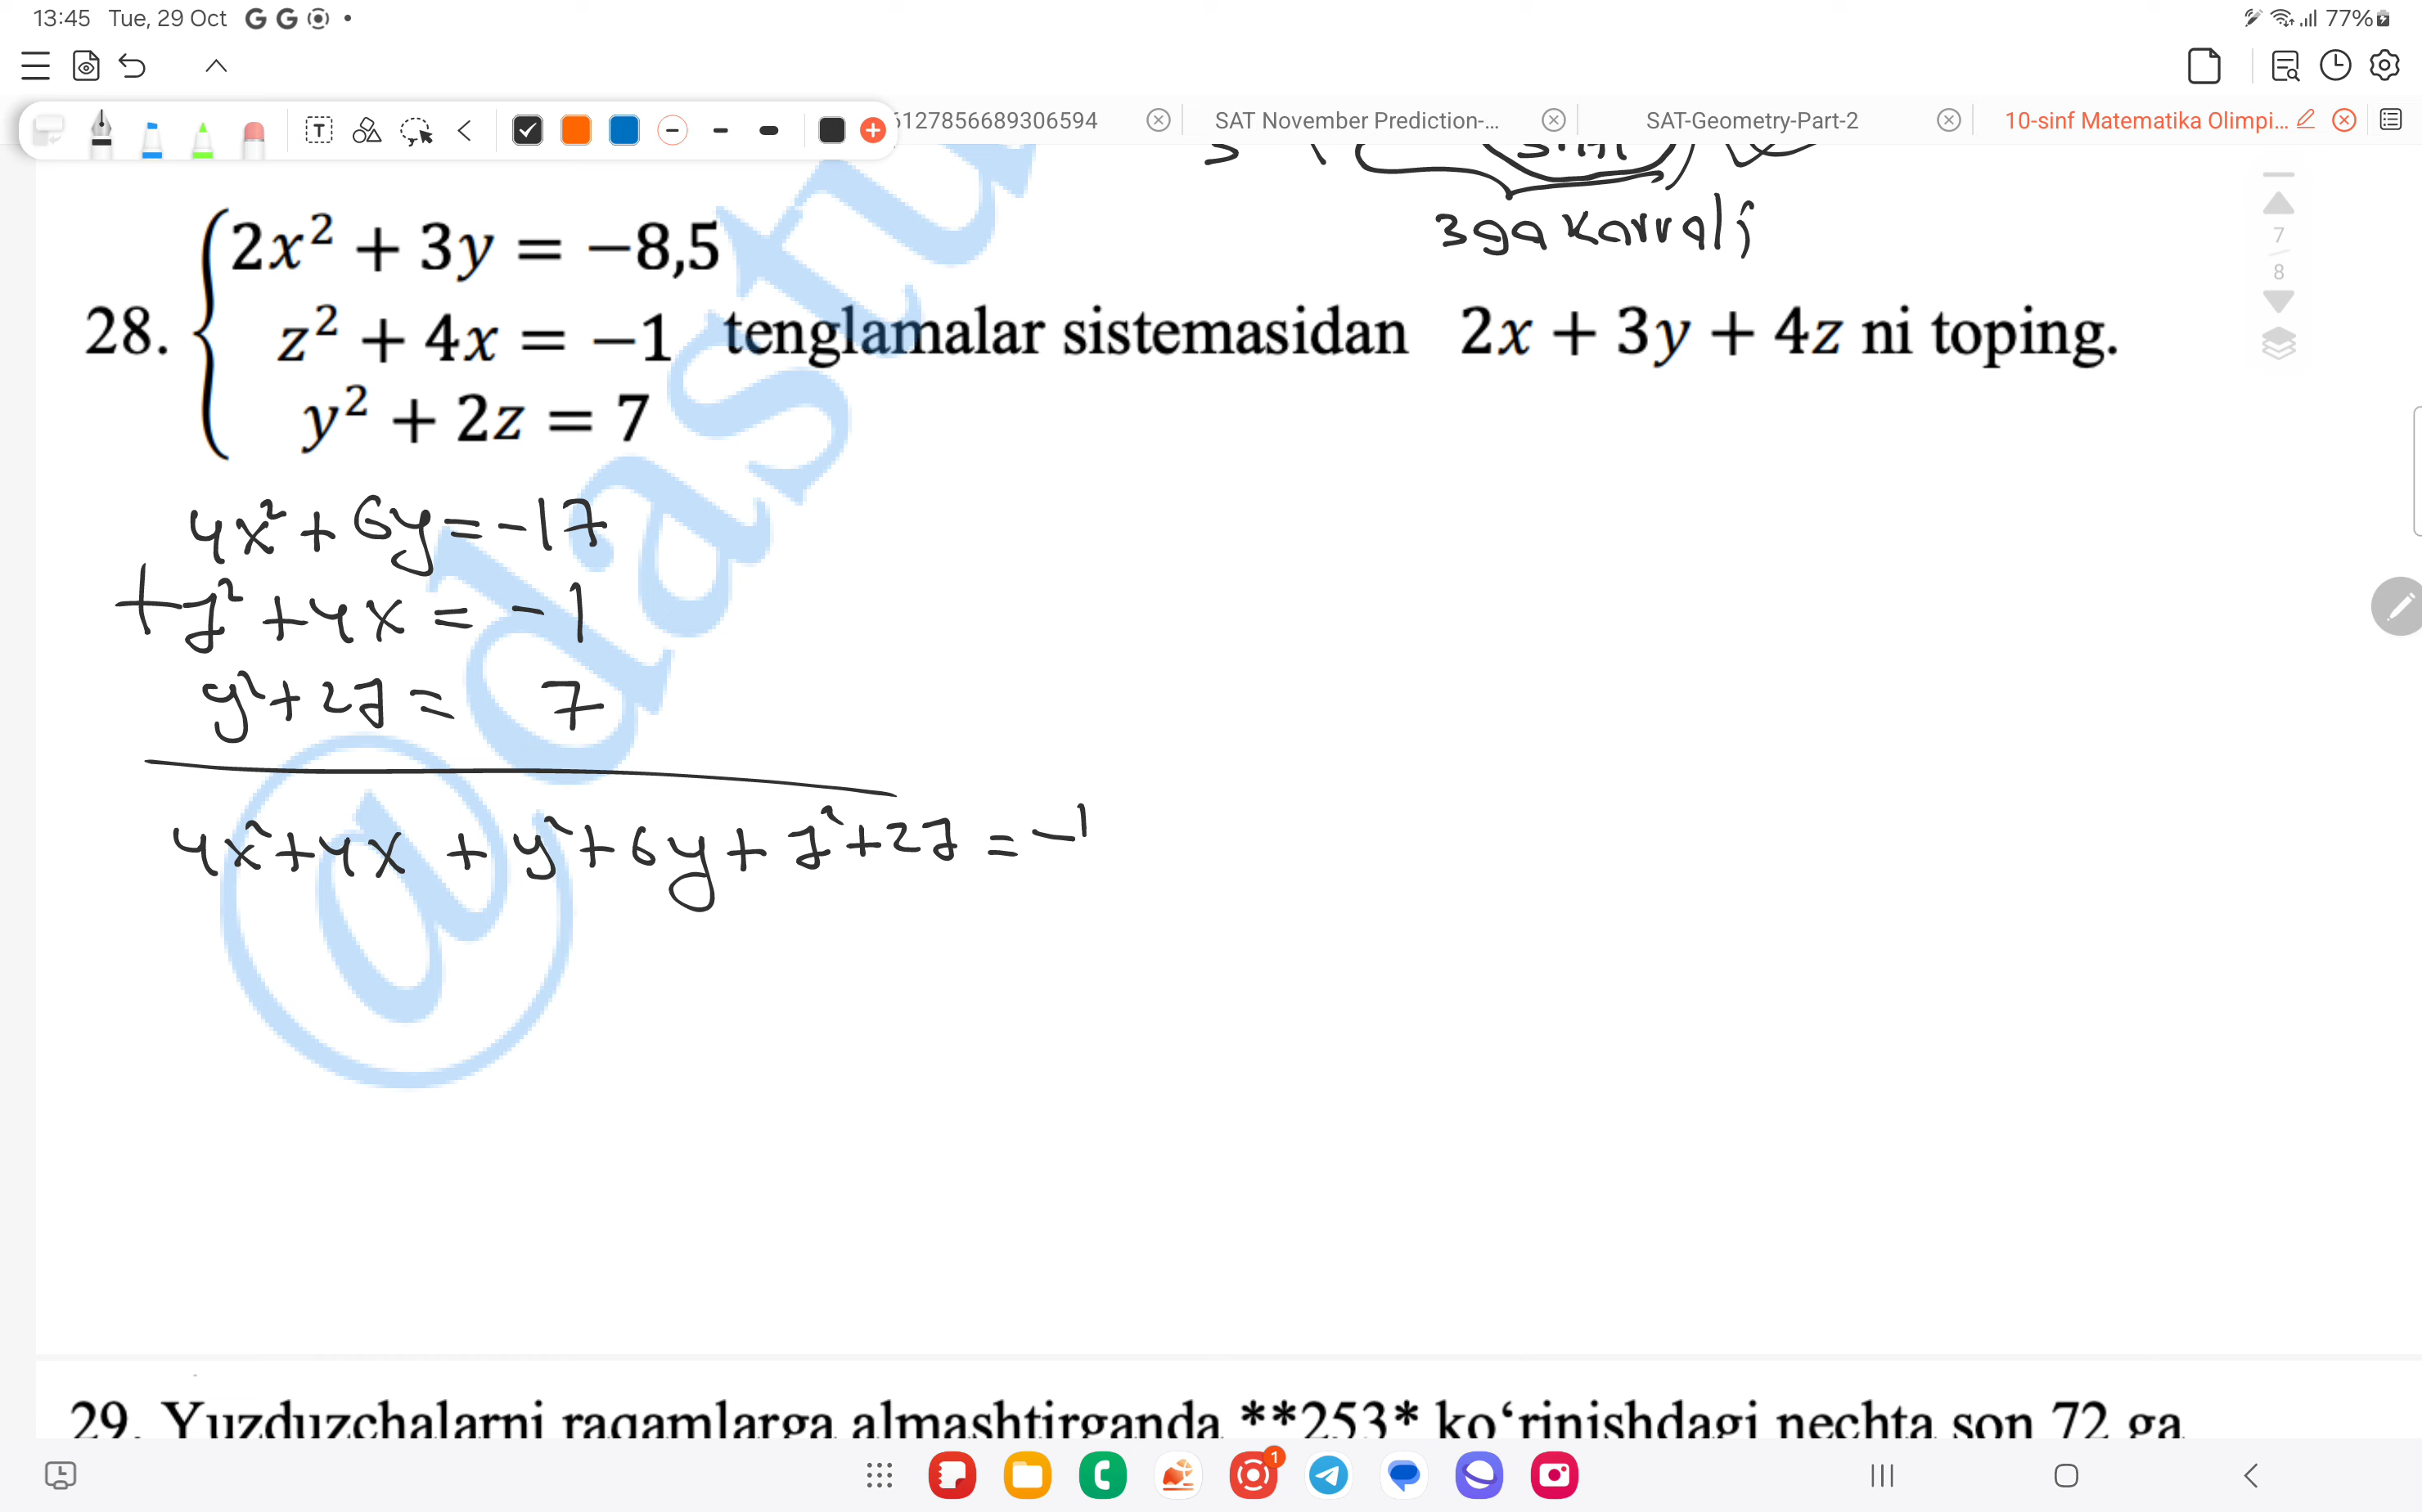 13:45 Tue, 29 Oct G G
77%
6127856689306594
SAT November Prediction-...
SAT-Geometry-Part-2
10-sinf Matematika Olimpi...
T
3ga karrali
7
8
28. {2x² + 3y = −8,5
z² + 4x = −1 tenglamalar sistemasidan 2x + 3y + 4z ni toping.
y² + 2z = 7
4x² + 6y = -17
+ z² + 4x = -1
y² + 2z = 7
4x² + 4x + y² + 6y + z² + 2z = -1
@dastu
29. Yuzduzchalarni raqamlarga almashtirganda **253* ko‘rinishdagi nechta son 72 ga
1